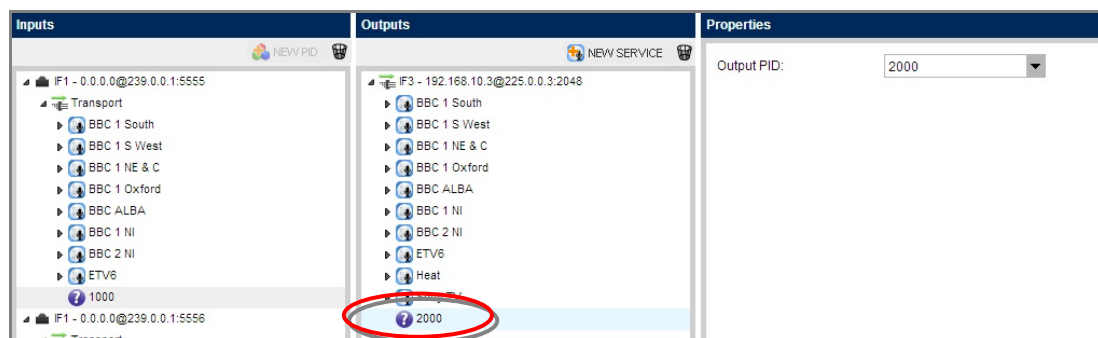 Inputs
NEW PID
IF1 - 0.0.0.0@239.0.0.1:5555
Transport
BBC 1 South
BBC 1 S West
BBC 1 NE & C
BBC 1 Oxford
BBC ALBA
BBC 1 NI
BBC 2 NI
ETV6
1000
IF1 - 0.0.0.0@239.0.0.1:5556
Transport
Outputs
NEW SERVICE
IF3 - 192.168.10.3@225.0.0.3:2048
BBC 1 South
BBC 1 S West
BBC 1 NE & C
BBC 1 Oxford
BBC ALBA
BBC 1 NI
BBC 2 NI
ETV6
Heat
2000
Properties
Output PID: 2000